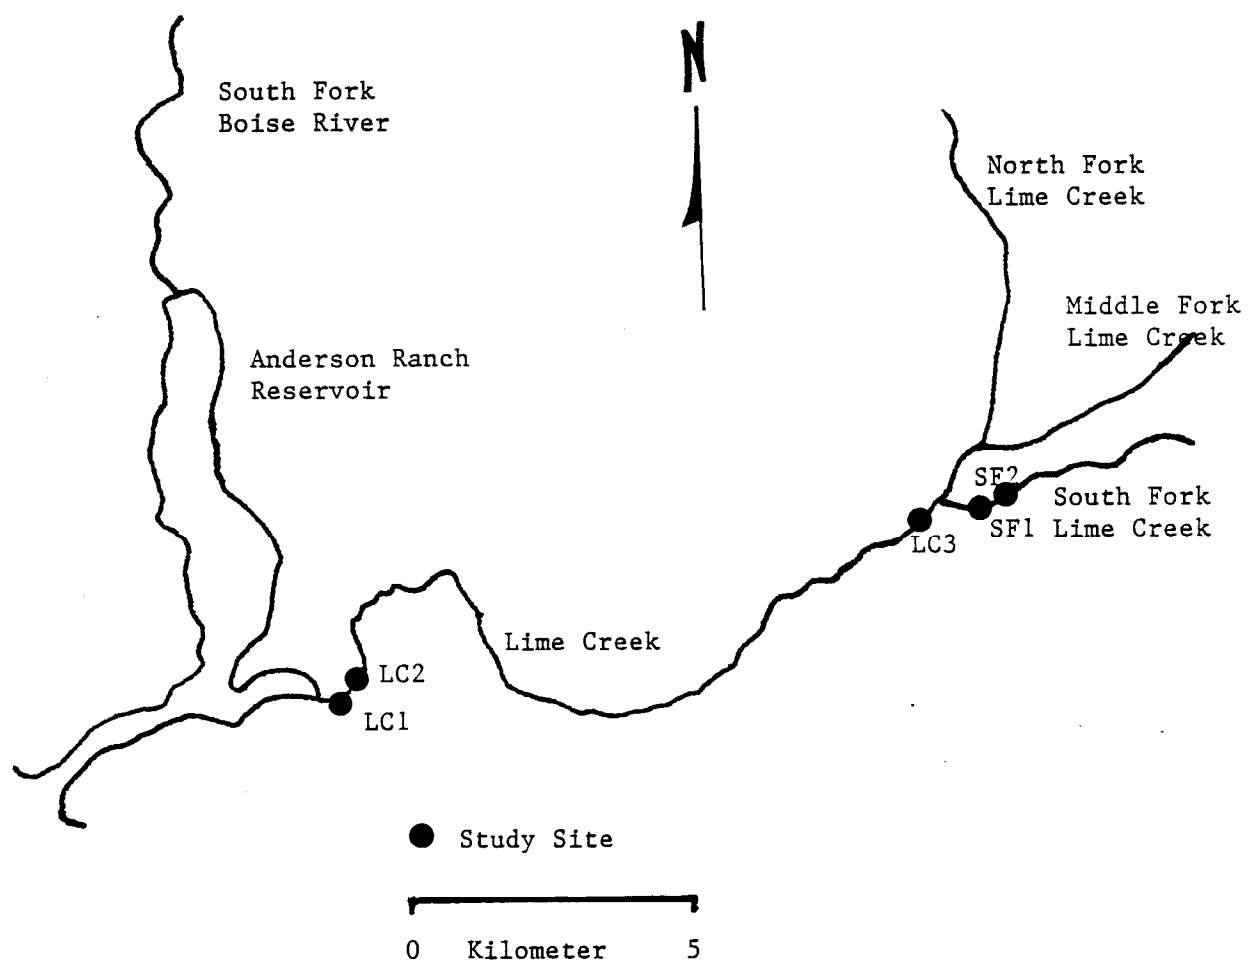 N
South Fork
Boise River
North Fork
Lime Creek
Middle Fork
Lime Creek
Anderson Ranch
Reservoir
SF2
South Fork
SF1 Lime Creek
LC3
Lime Creek
LC2
LC1
Study Site
0 Kilometer 5